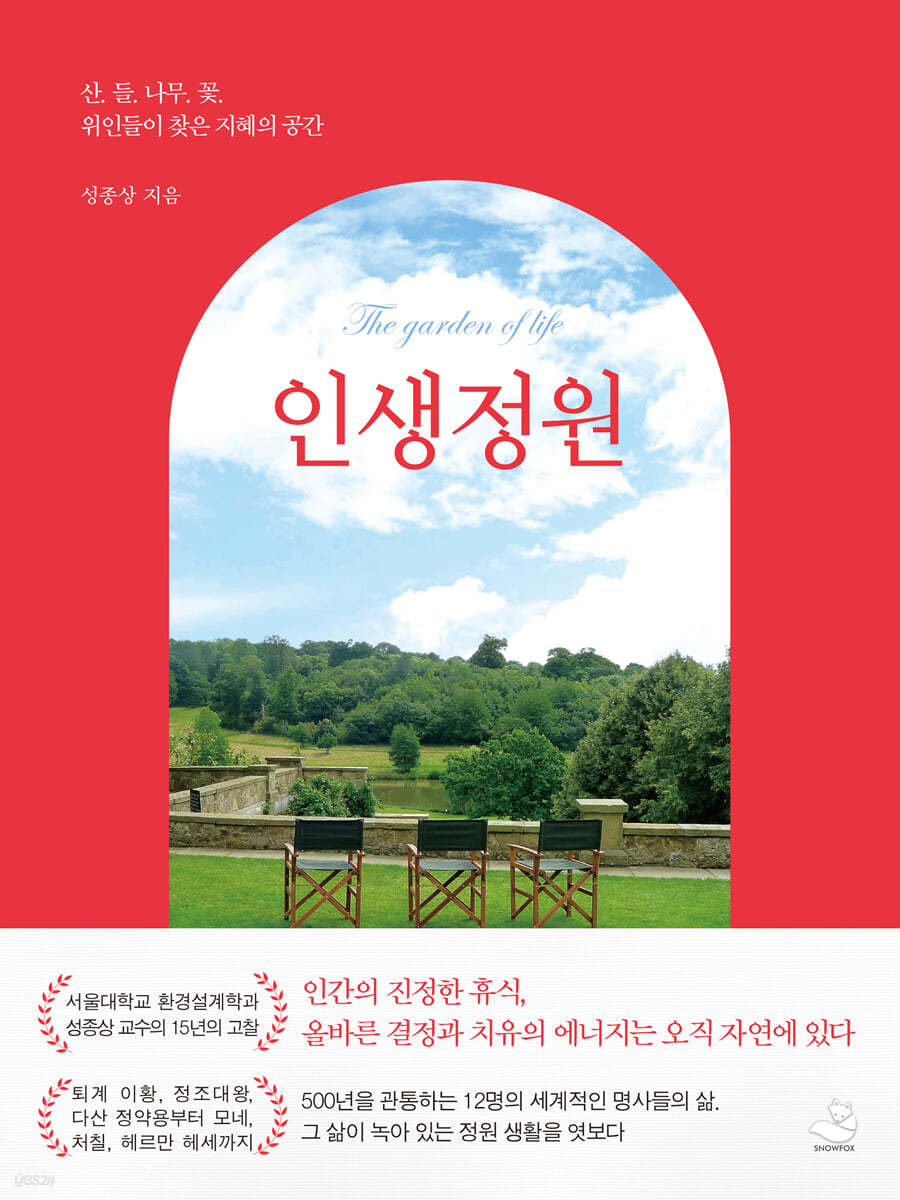 산. 들. 나무. 꽃.
위인들이 찾은 지혜의 공간
성종상 지음
The garden of life
인생정원
서울대학교 환경설계학과
성종상 교수의 15년의 고찰
인간의 진정한 휴식,
올바른 결정과 치유의 에너지는 오직 자연에 있다
퇴계 이황, 정조대왕,
다산 정약용부터 모네,
처칠, 헤르만 헤세까지
500년을 관통하는 12명의 세계적인 명사들의 삶.
그 삶이 녹아 있는 정원 생활을 엿보다
SNOWFOX
yes24